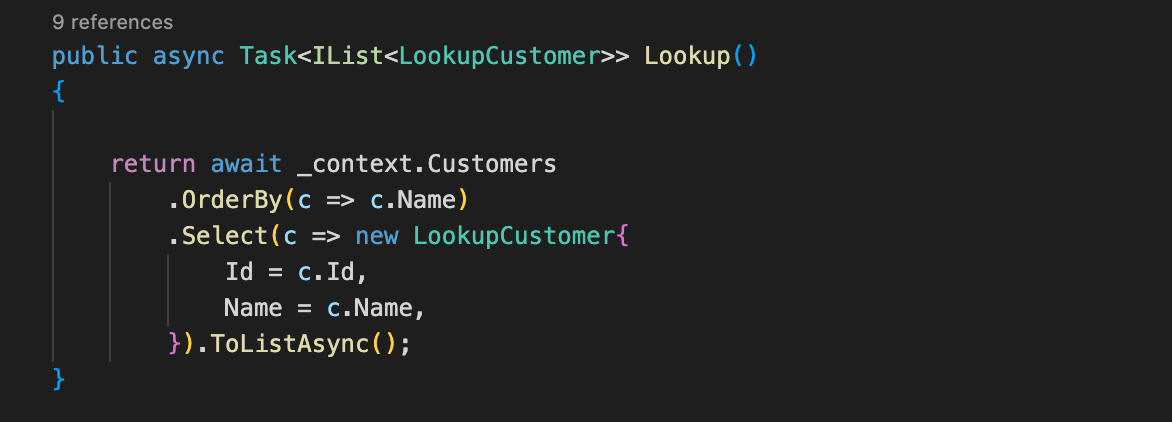 9 references
public async Task<IList<LookupCustomer>> Lookup()
{
return await _context.Customers
.OrderBy(c => c.Name)
.Select(c => new LookupCustomer{
Id = c.Id,
Name = c.Name,
}).ToListAsync();
}